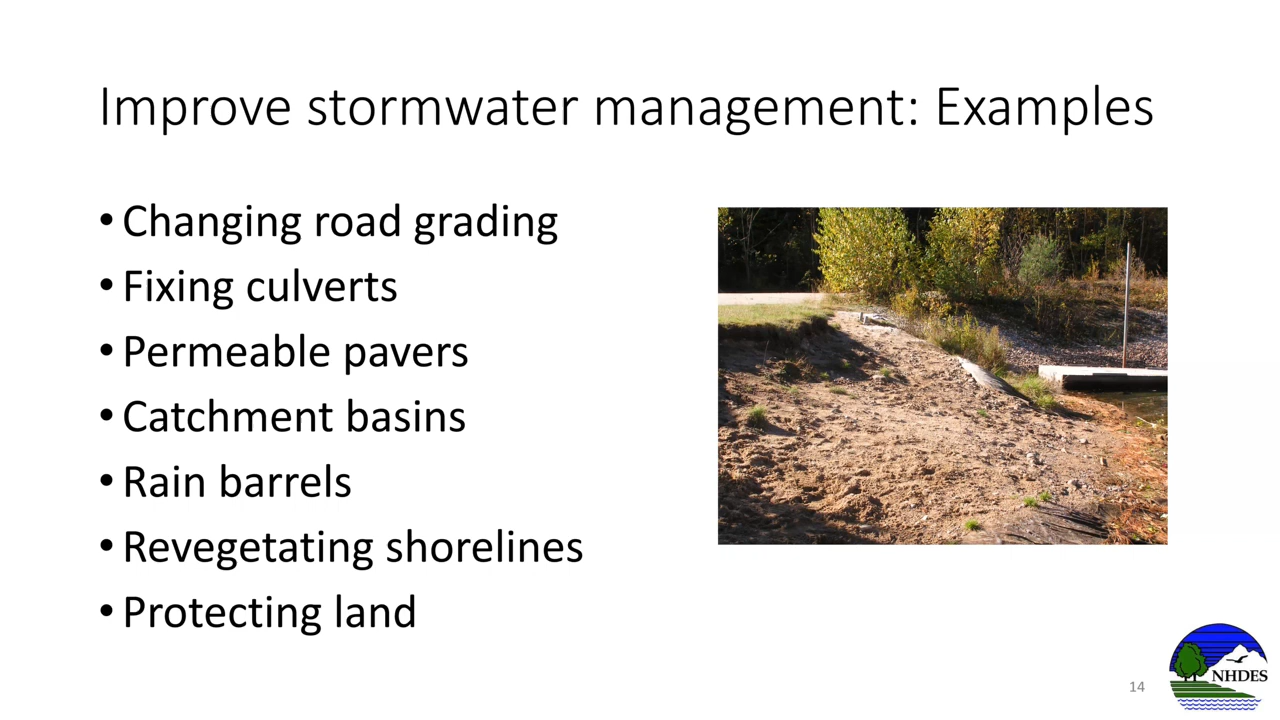 Improve stormwater management: Examples
• Changing road grading
• Fixing culverts
• Permeable pavers
• Catchment basins
• Rain barrels
• Revegetating shorelines
• Protecting land
NHDES
14